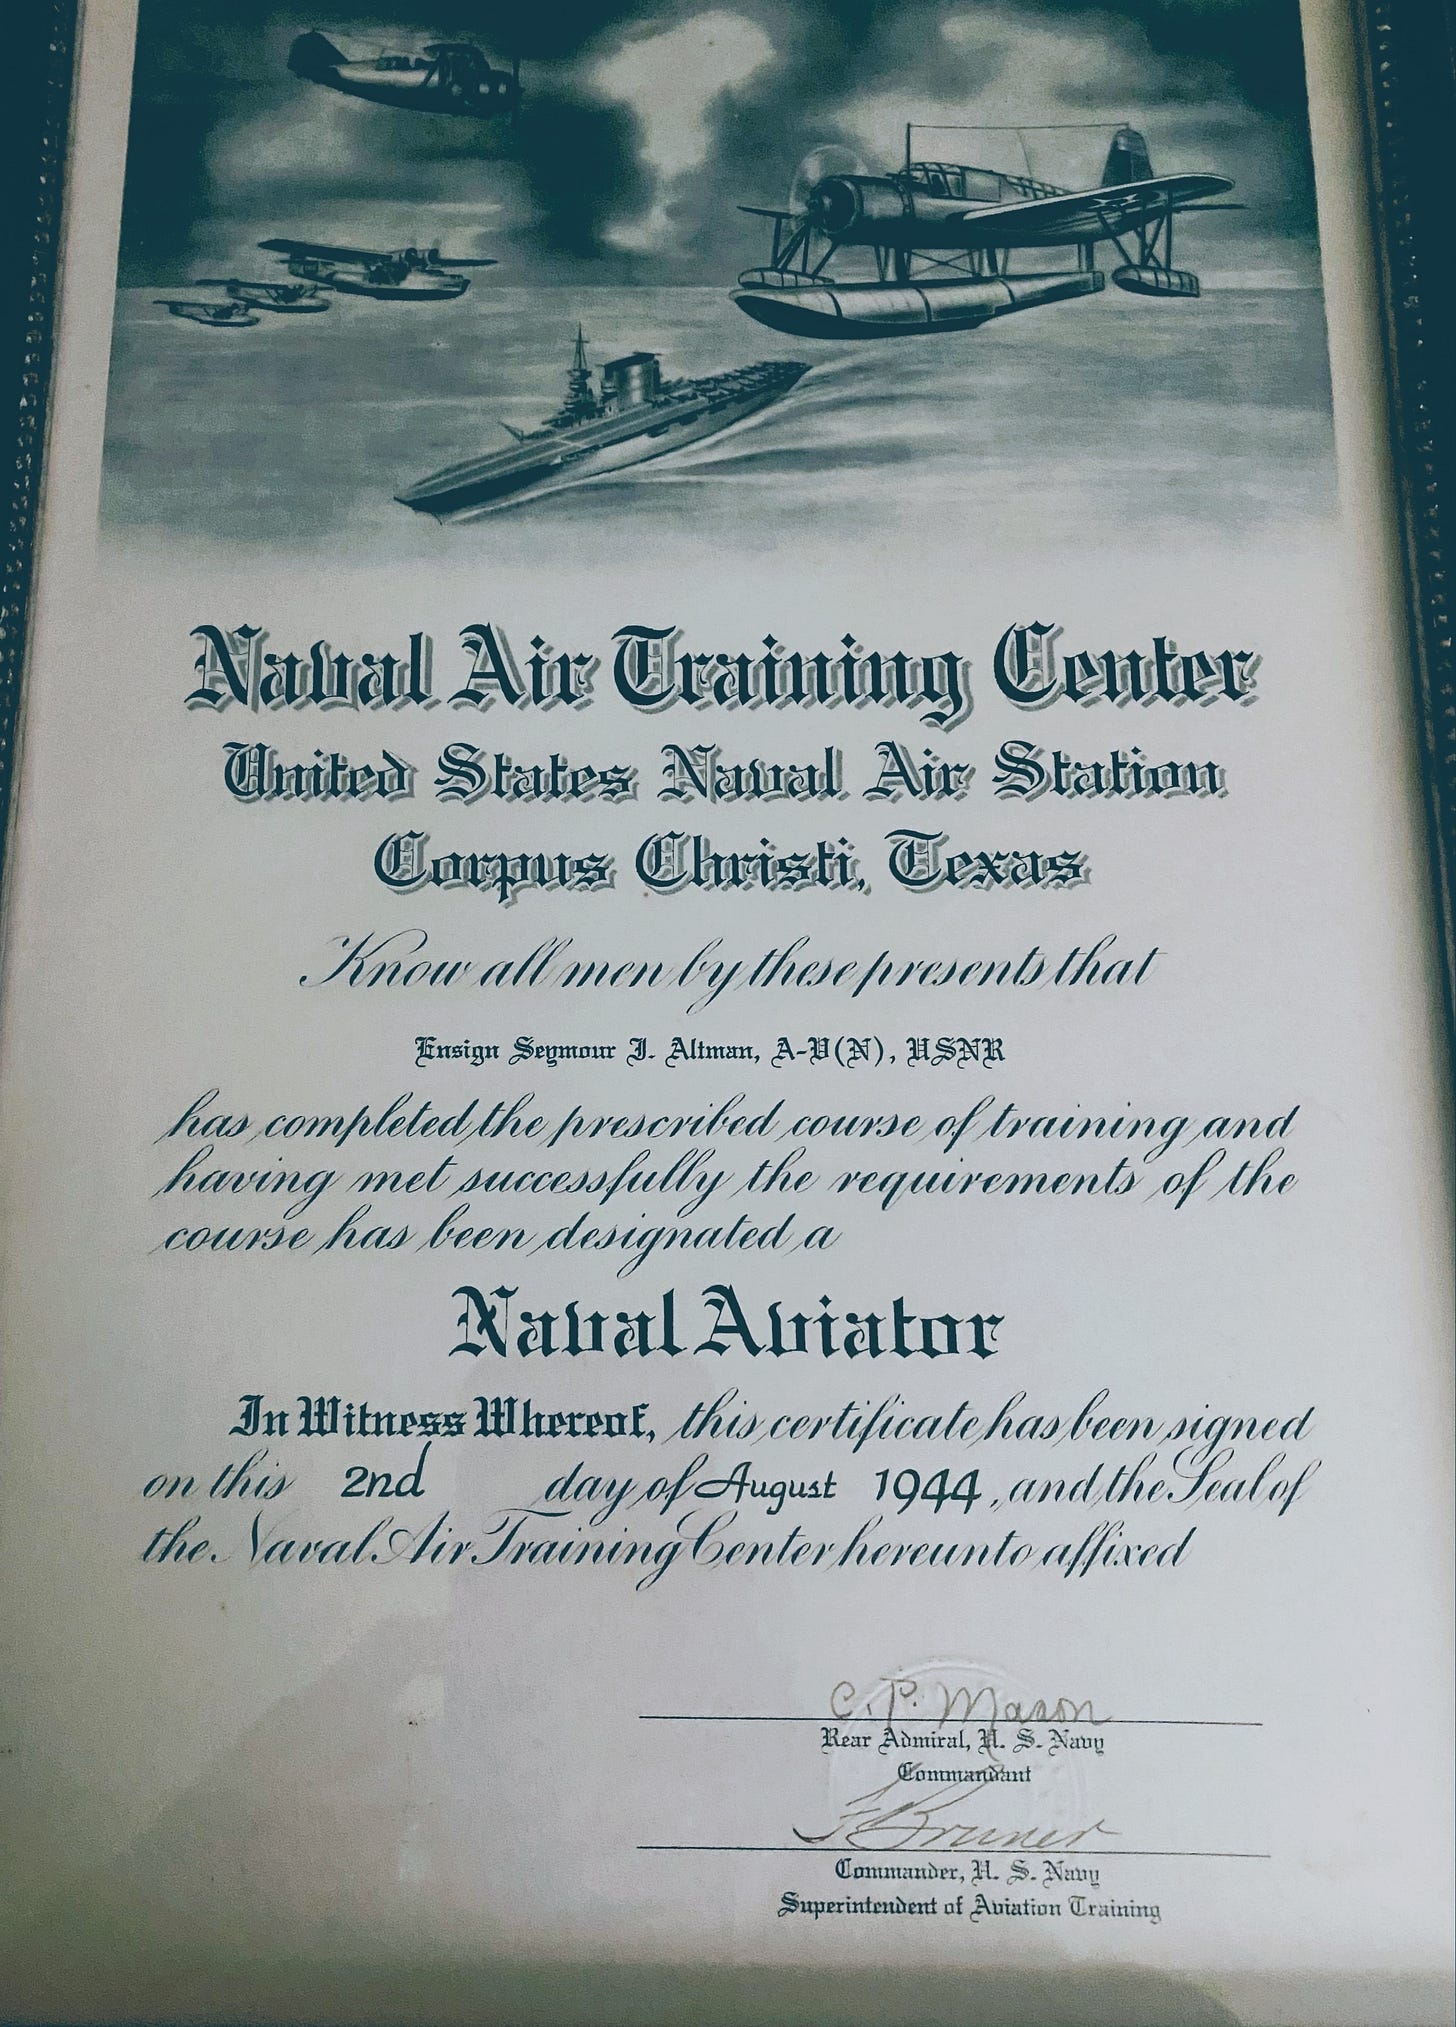 Naval Air Training Center
United States Naval Air Station
Corpus Christi, Texas
Know all men by these presents that
Ensign Seymour I. Altman, A-V(N), USNR
has completed the prescribed course of training and
having met successfully the requirements of the
course has been designated a
Naval Aviator
In Witness Whereof, this certificate has been signed
on this 2nd day of August 1944, and the Seal of
the Naval Air Training Center hereunto affixed
C. P. Mason
Rear Admiral, U. S. Navy
Commandant
F Bruner
Commander, U. S. Navy
Superintendent of Aviation Training